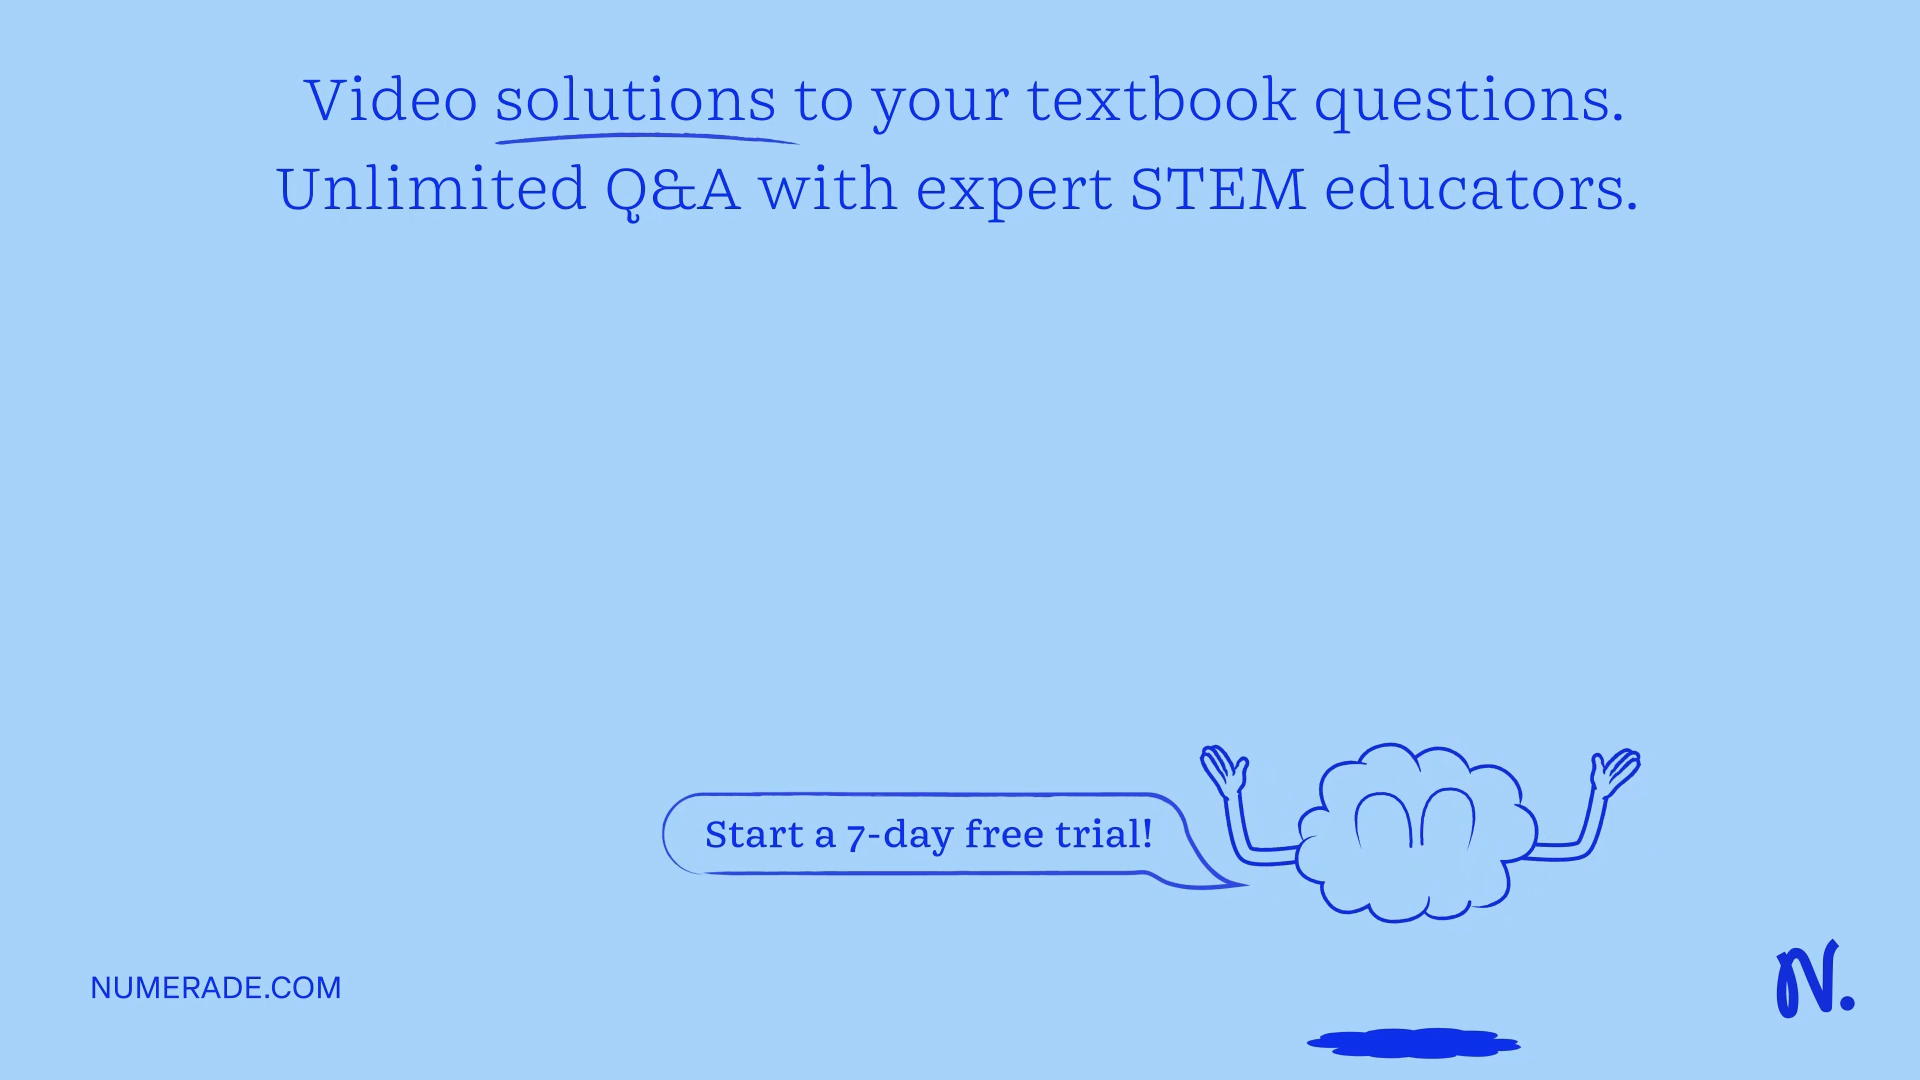 Video solutions to your textbook questions.
Unlimited Q&A with expert STEM educators.
Start a 7-day free trial!
NUMERADE.COM
N.